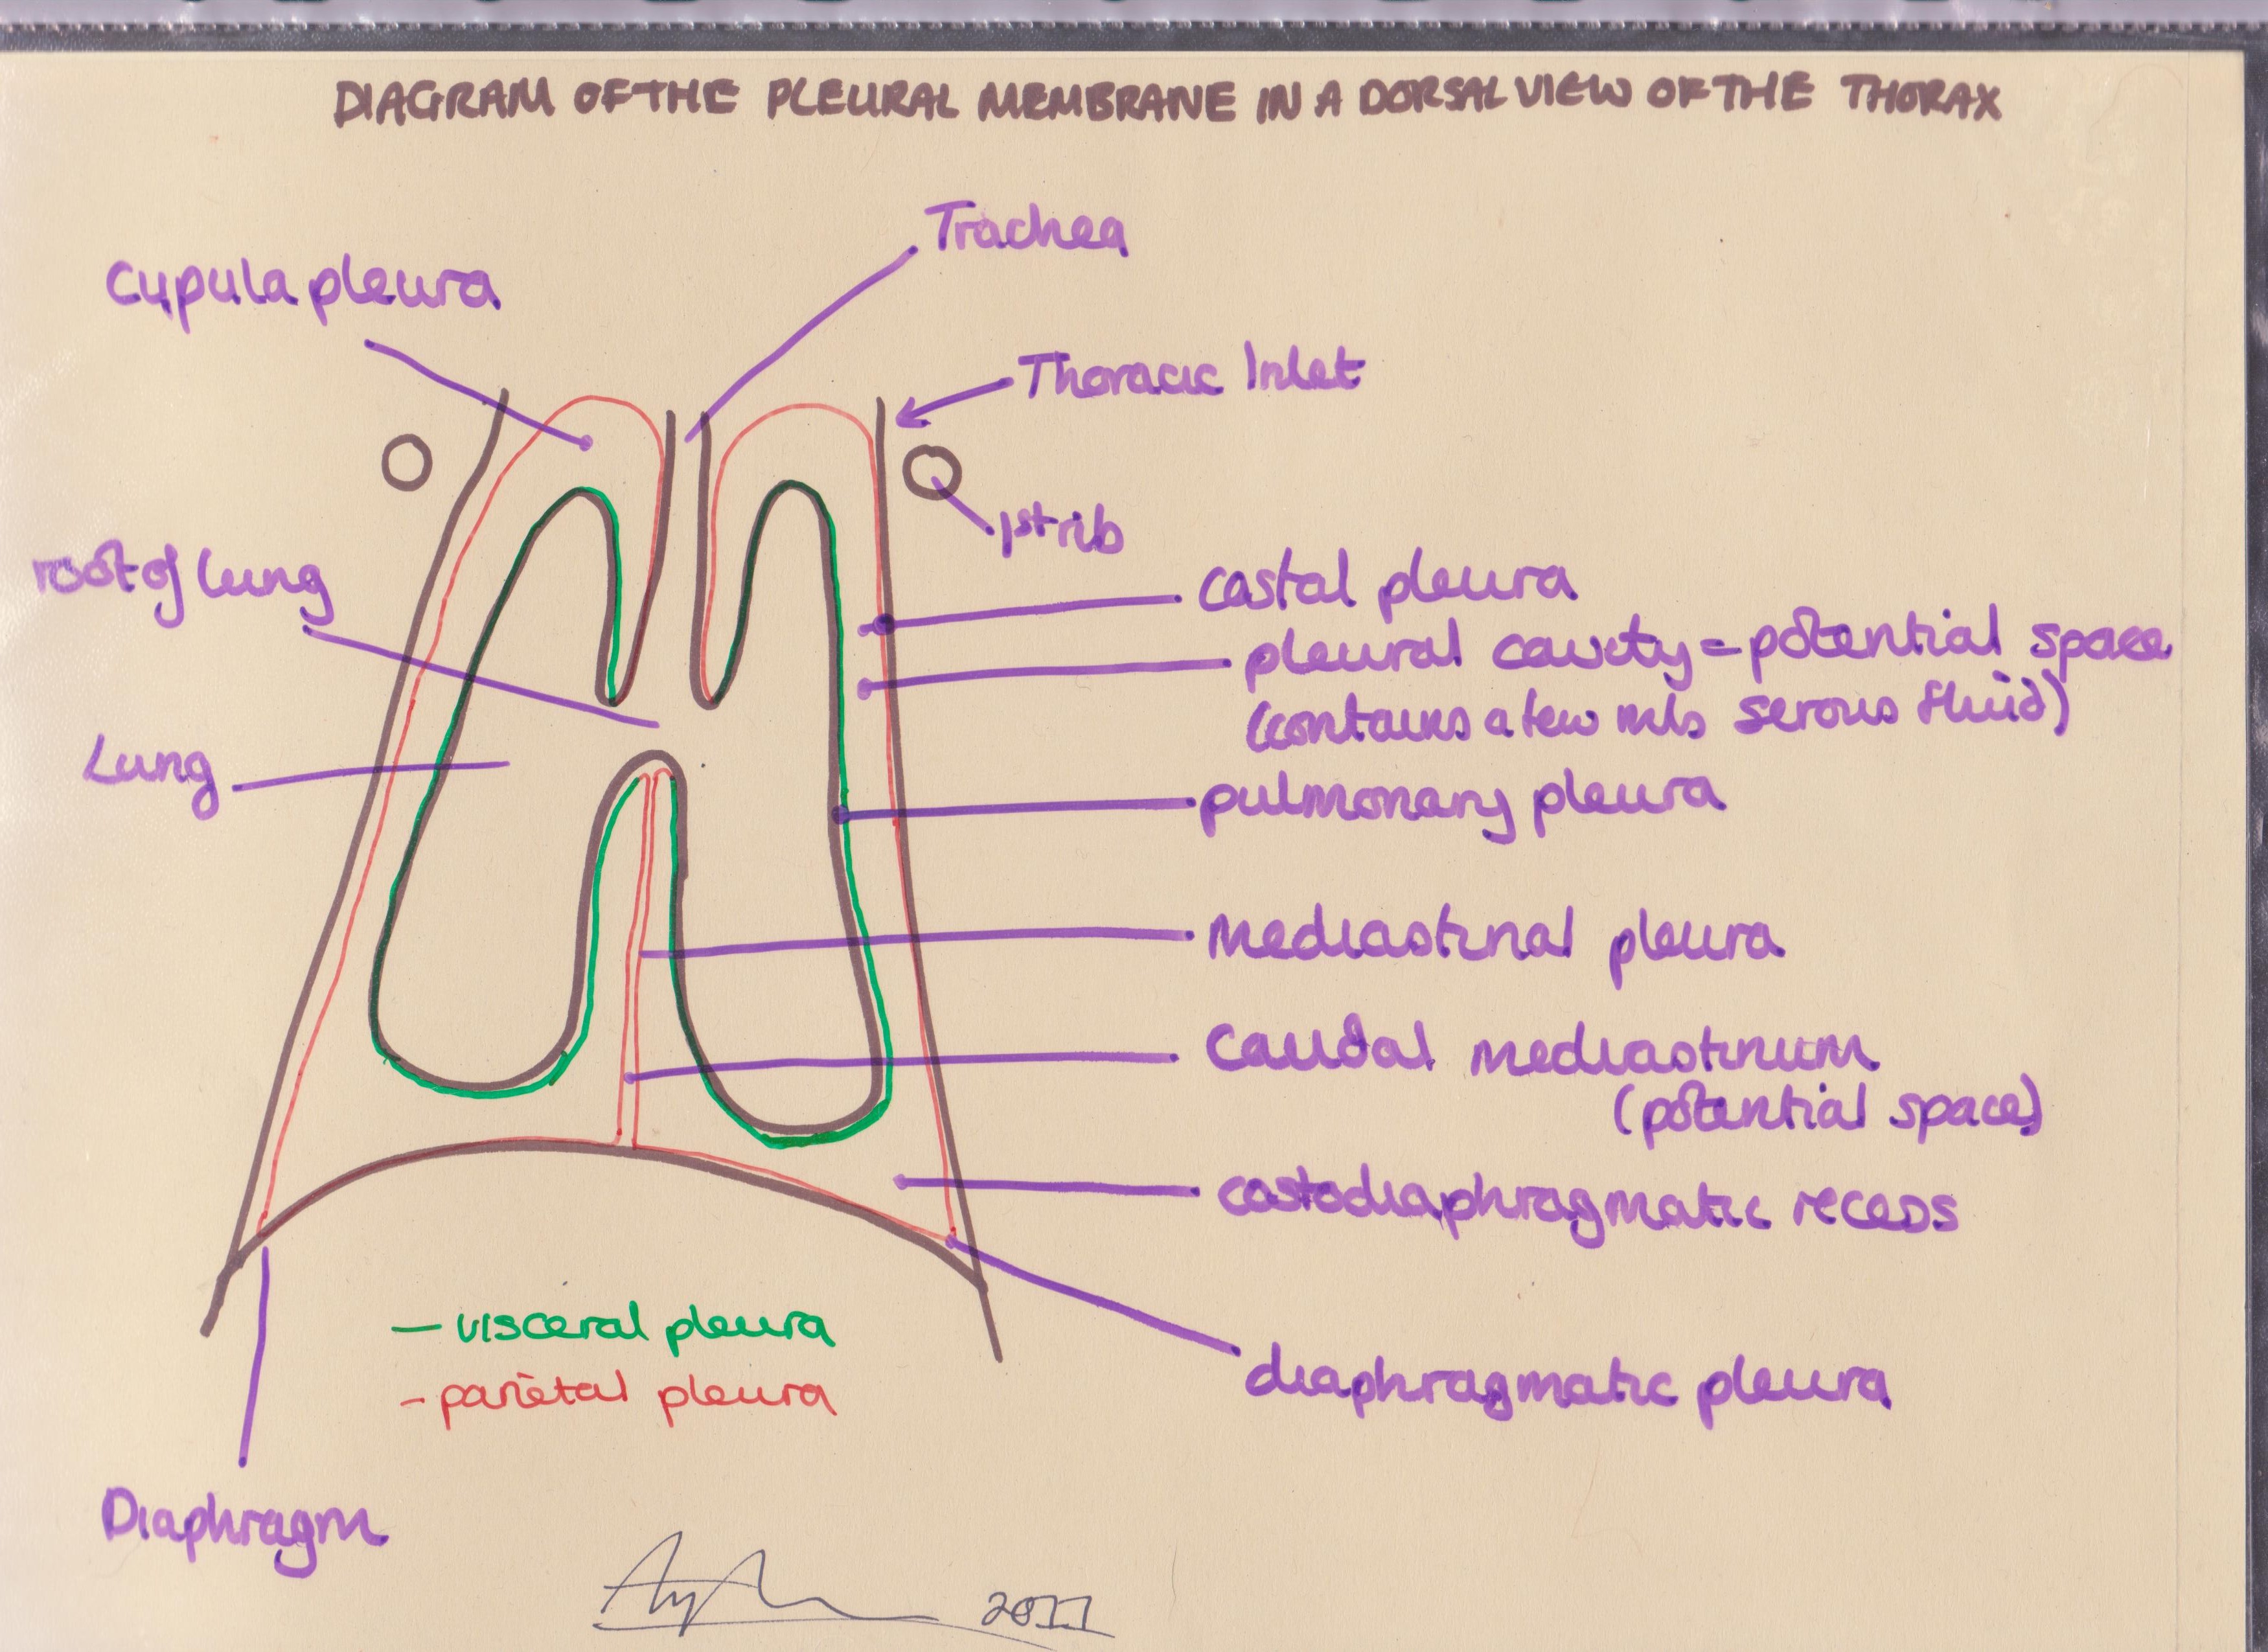 DIAGRAM OF THE PLEURAL MEMBRANE IN A DORSAL VIEW OF THE THORAX
Trachea
Cupula pleura
Thoracic Inlet
1st rib
root of lung
costal pleura
pleural cavity = potential space
(contains a few mls serous fluid)
Lung
pulmonary pleura
mediastinal pleura
caudal mediastinum
(potential space)
costodiaphragmatic recess
— visceral pleura
- parietal pleura
diaphragmatic pleura
Diaphragm
2011